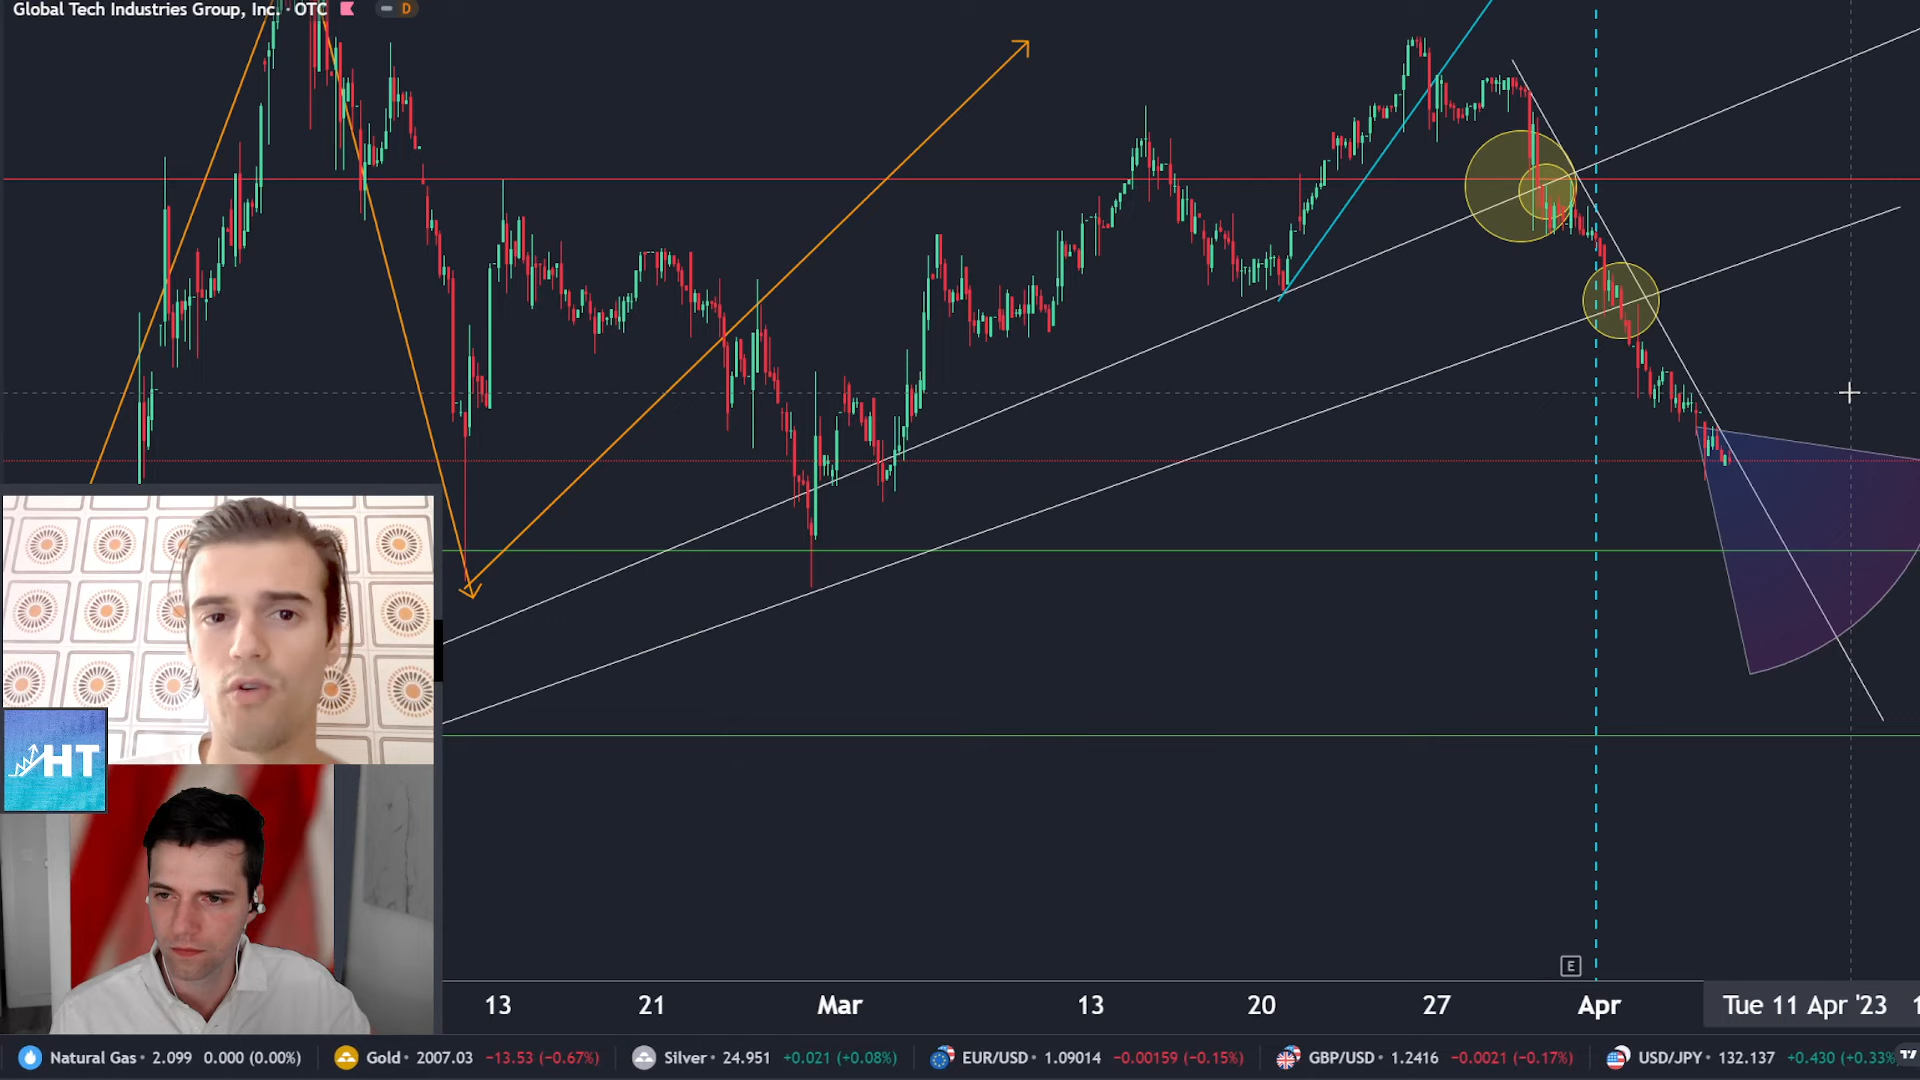 Global Tech Industries Group, Inc. · OTC D
HT
E
13 21 Mar 13 20 27 Apr Tue 11 Apr '23
Natural Gas • 2.099 0.000 (0.00%) Gold • 2007.03 −13.53 (−0.67%) Silver • 24.951 +0.021 (+0.08%) EUR/USD • 1.09014 −0.00159 (−0.15%) GBP/USD • 1.2416 −0.0021 (−0.17%) USD/JPY • 132.137 +0.430 (+0.33%